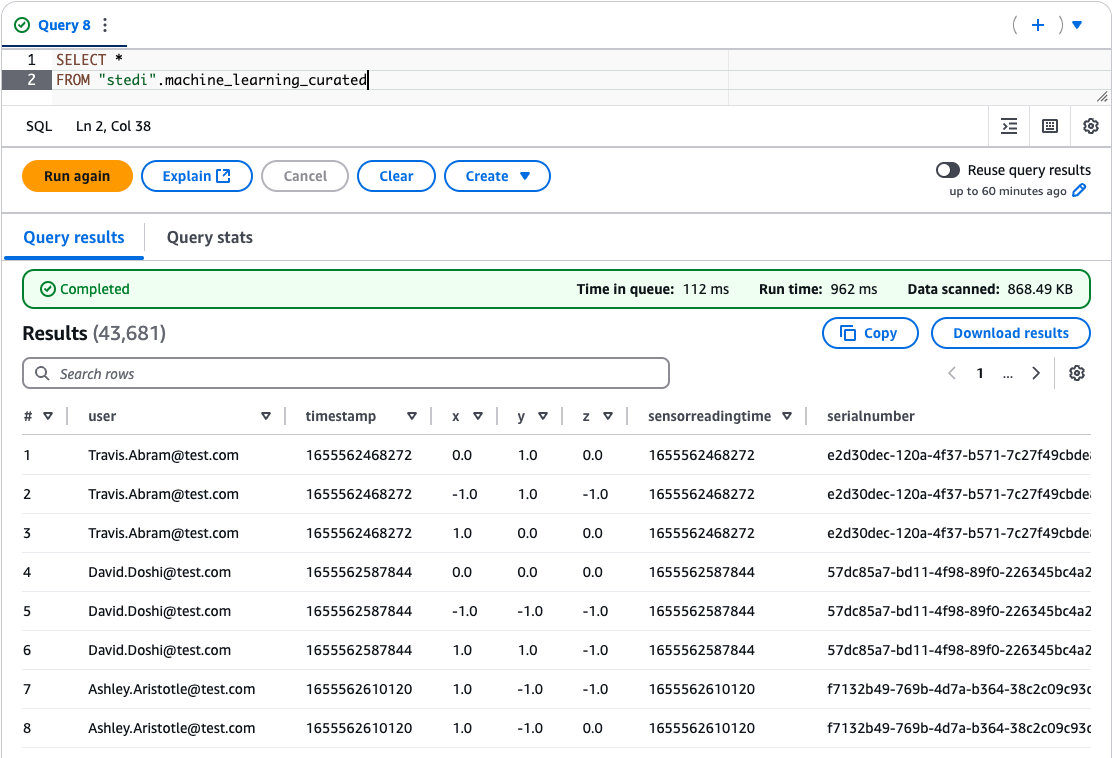 Query 8
1 SELECT *
2 FROM "stedi".machine_learning_curated
SQL Ln 2, Col 38
Run again Explain Cancel Clear Create Reuse query results
up to 60 minutes ago
Query results Query stats
Completed Time in queue: 112 ms Run time: 962 ms Data scanned: 868.49 KB
Results (43,681) Copy Download results
Search rows 1 ...
# user timestamp x y z sensorreadingtime serialnumber
1 Travis.Abram@test.com 1655562468272 0.0 1.0 0.0 1655562468272 e2d30dec-120a-4f37-b571-7c27f49cbde
2 Travis.Abram@test.com 1655562468272 -1.0 1.0 -1.0 1655562468272 e2d30dec-120a-4f37-b571-7c27f49cbde
3 Travis.Abram@test.com 1655562468272 1.0 0.0 0.0 1655562468272 e2d30dec-120a-4f37-b571-7c27f49cbde
4 David.Doshi@test.com 1655562587844 0.0 0.0 0.0 1655562587844 57dc85a7-bd11-4f98-89f0-226345bc4a2
5 David.Doshi@test.com 1655562587844 -1.0 -1.0 -1.0 1655562587844 57dc85a7-bd11-4f98-89f0-226345bc4a2
6 David.Doshi@test.com 1655562587844 1.0 1.0 -1.0 1655562587844 57dc85a7-bd11-4f98-89f0-226345bc4a2
7 Ashley.Aristotle@test.com 1655562610120 1.0 -1.0 -1.0 1655562610120 f7132b49-769b-4d7a-b364-38c2c09c93c
8 Ashley.Aristotle@test.com 1655562610120 1.0 -1.0 0.0 1655562610120 f7132b49-769b-4d7a-b364-38c2c09c93c